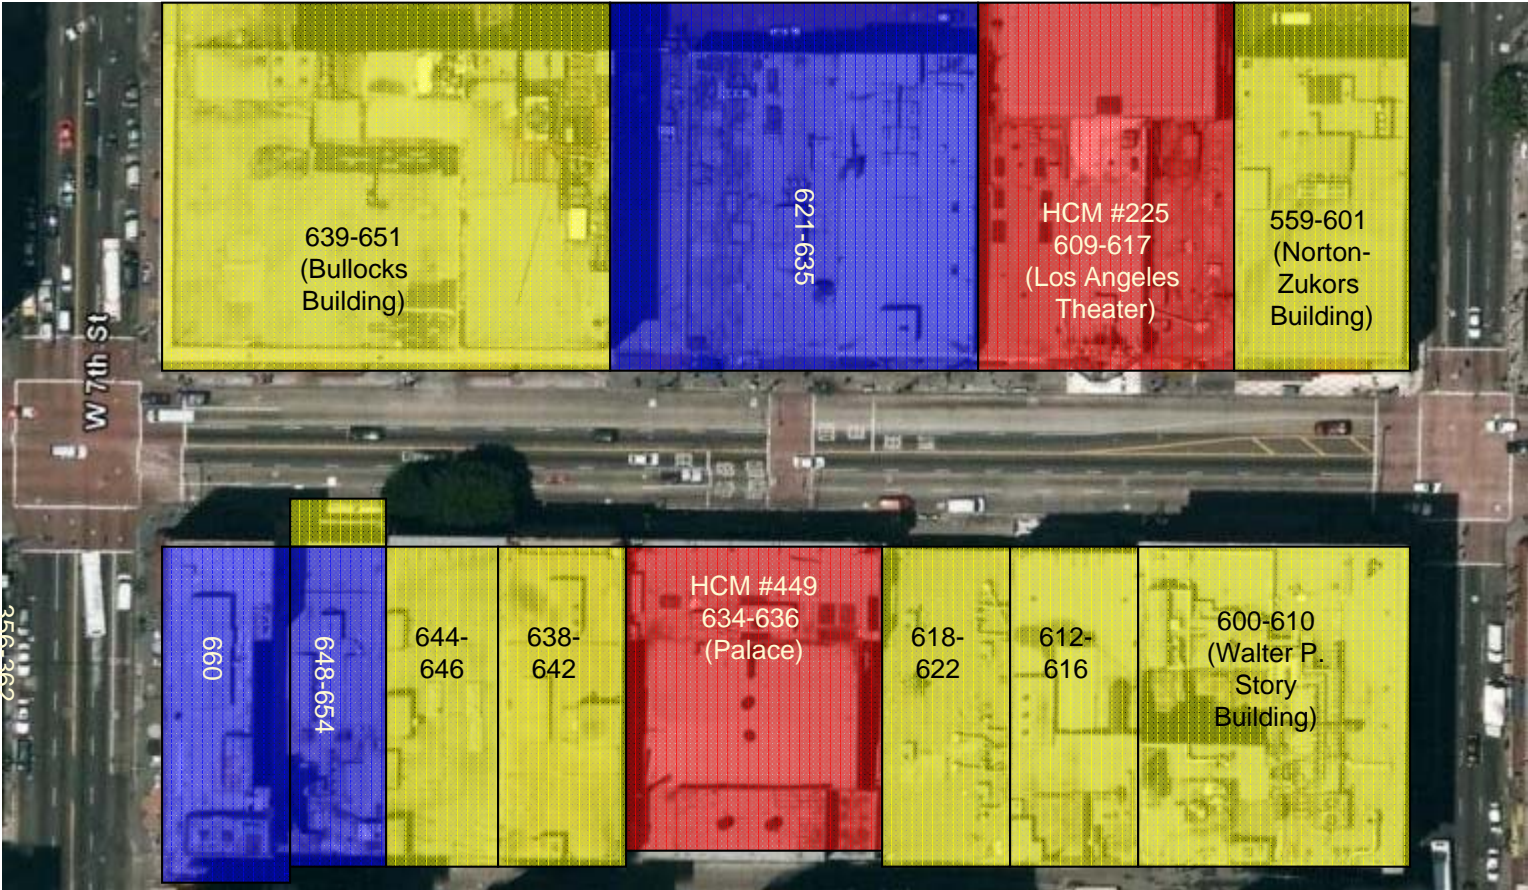 639-651
(Bullocks
Building)
621-635
HCM #225
609-617
(Los Angeles
Theater)
559-601
(Norton-
Zukors
Building)
W 7th St
660
648-654
644-
646
638-
642
HCM #449
634-636
(Palace)
618-
622
612-
616
600-610
(Walter P.
Story
Building)
356-362